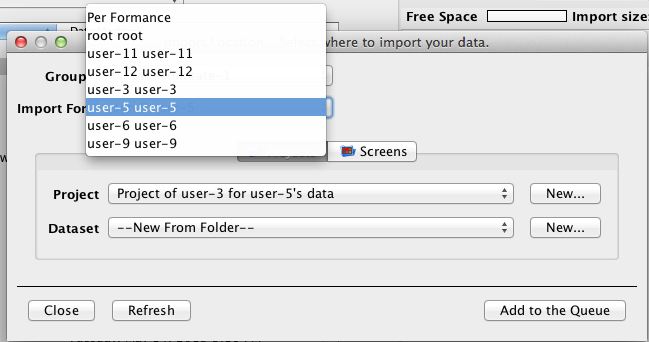 Per Formance
root root
user-11 user-11
user-12 user-12
user-3 user-3
user-5 user-5
user-6 user-6
user-9 user-9
Free Space
Import size:
where to import your data.
Group
Import For
Screens
Project
Project of user-3 for user-5's data
New...
Dataset
--New From Folder--
New...
Close
Refresh
Add to the Queue